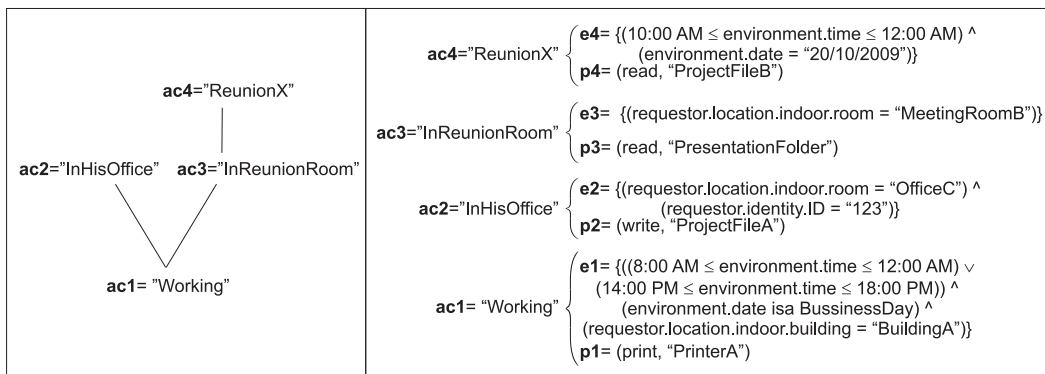 ac4="ReunionX"
ac2="InHisOffice" ac3="InReunionRoom"
ac1= "Working"
ac4="ReunionX"
e4= {(10:00 AM ≤ environment.time ≤ 12:00 AM) ^
(environment.date = “20/10/2009”)}
p4= (read, “ProjectFileB”)
ac3="InReunionRoom"
e3= {(requestor.location.indoor.room = “MeetingRoomB”)}
p3= (read, “PresentationFolder”)
ac2="InHisOffice"
e2= {(requestor.location.indoor.room = “OfficeC”) ^
(requestor.identity.ID = “123”)}
p2= (write, “ProjectFileA”)
ac1= “Working”
e1= {((8:00 AM ≤ environment.time ≤ 12:00 AM) ∨
(14:00 PM ≤ environment.time ≤ 18:00 PM)) ^
(environment.date isa BussinessDay) ^
(requestor.location.indoor.building = “BuildingA”)}
p1= (print, “PrinterA”)